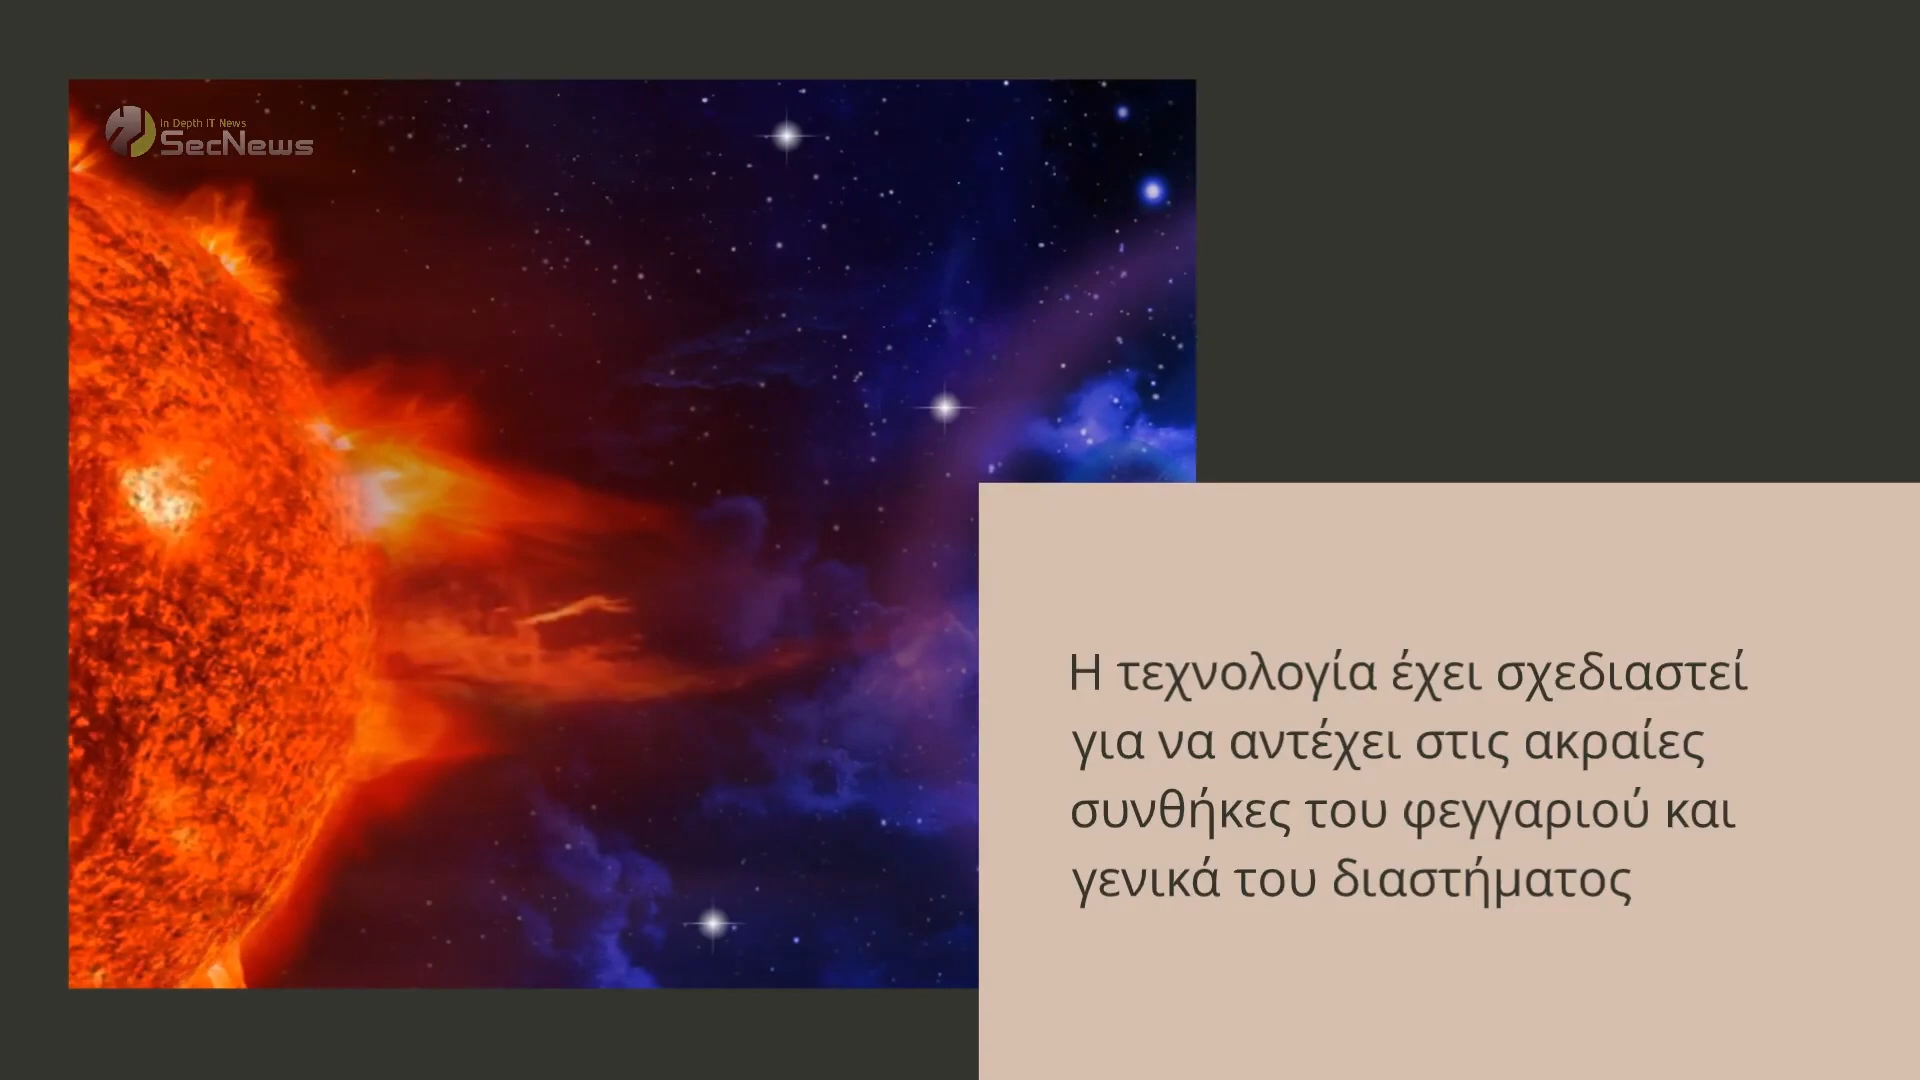 In Depth IT News
SecNews
Η τεχνολογία έχει σχεδιαστεί
για να αντέχει στις ακραίες
συνθήκες του φεγγαριού και
γενικά του διαστήματος